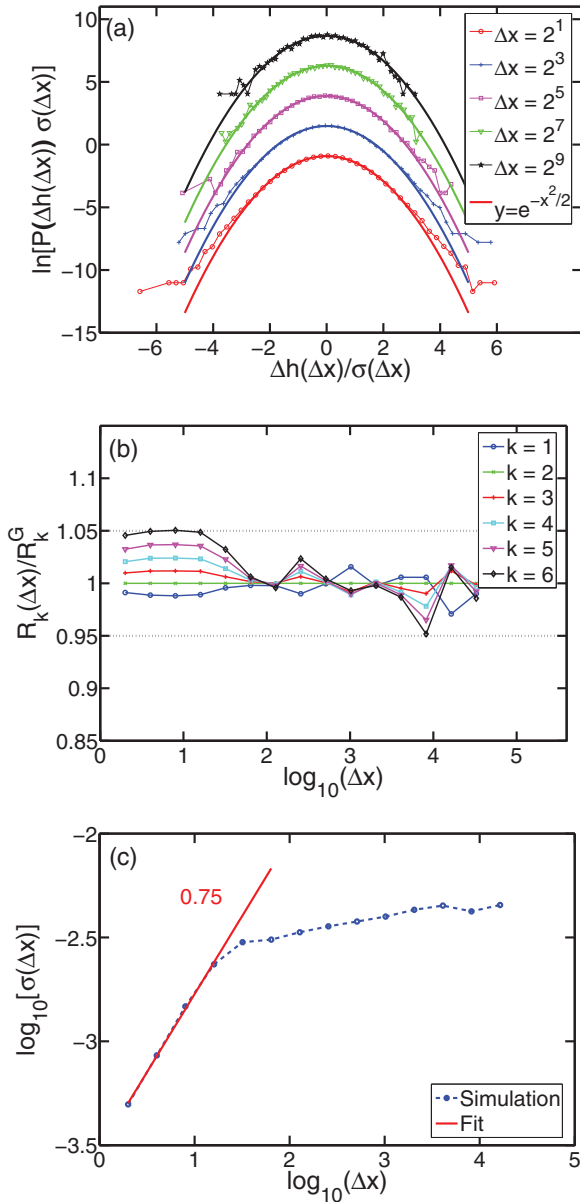 (a)
ln[P(Δh(Δx)) σ(Δx)]
10
5
0
−5
−10
−15
−6 −4 −2 0 2 4 6
Δh(Δx)/σ(Δx)
Δx = 2^1
Δx = 2^3
Δx = 2^5
Δx = 2^7
Δx = 2^9
y=e^{−x^2/2}
(b)
R_k(Δx)/R_k^G
1.1
1.05
1
0.95
0.9
0.85
0 1 2 3 4 5 6
log_10(Δx)
k = 1
k = 2
k = 3
k = 4
k = 5
k = 6
(c)
log_10[σ(Δx)]
−2
−2.5
−3
−3.5
0 1 2 3 4 5
log_10(Δx)
0.75
Simulation
Fit